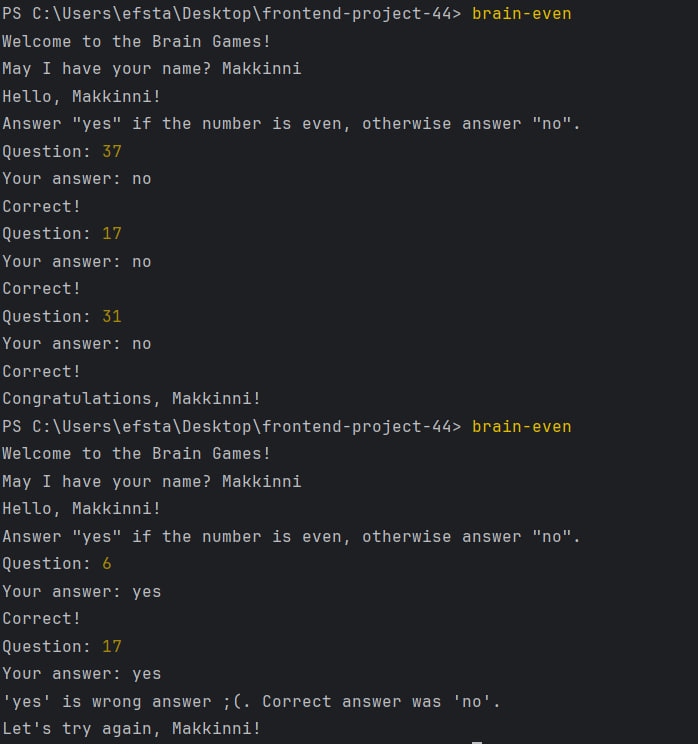 PS C:\Users\efsta\Desktop\frontend-project-44> brain-even
Welcome to the Brain Games!
May I have your name? Makkinni
Hello, Makkinni!
Answer "yes" if the number is even, otherwise answer "no".
Question: 37
Your answer: no
Correct!
Question: 17
Your answer: no
Correct!
Question: 31
Your answer: no
Correct!
Congratulations, Makkinni!
PS C:\Users\efsta\Desktop\frontend-project-44> brain-even
Welcome to the Brain Games!
May I have your name? Makkinni
Hello, Makkinni!
Answer "yes" if the number is even, otherwise answer "no".
Question: 6
Your answer: yes
Correct!
Question: 17
Your answer: yes
'yes' is wrong answer ;(. Correct answer was 'no'.
Let's try again, Makkinni!